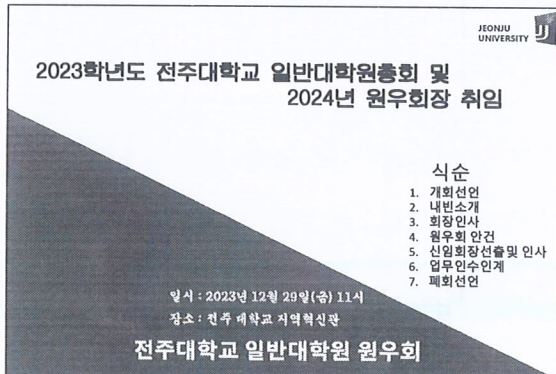 JEONJU
UNIVERSITY
2023학년도 전주대학교 일반대학원총회 및
2024년 원우회장 취임
식순
1. 개회선언
2. 내빈소개
3. 회장인사
4. 원우회 안건
5. 신임회장선출및 인사
6. 업무인수인계
7. 폐회선언
일시 : 2023년 12월 29일(금) 11시
장소 : 전주 대학교 지역혁신관
전주대학교 일반대학원 원우회